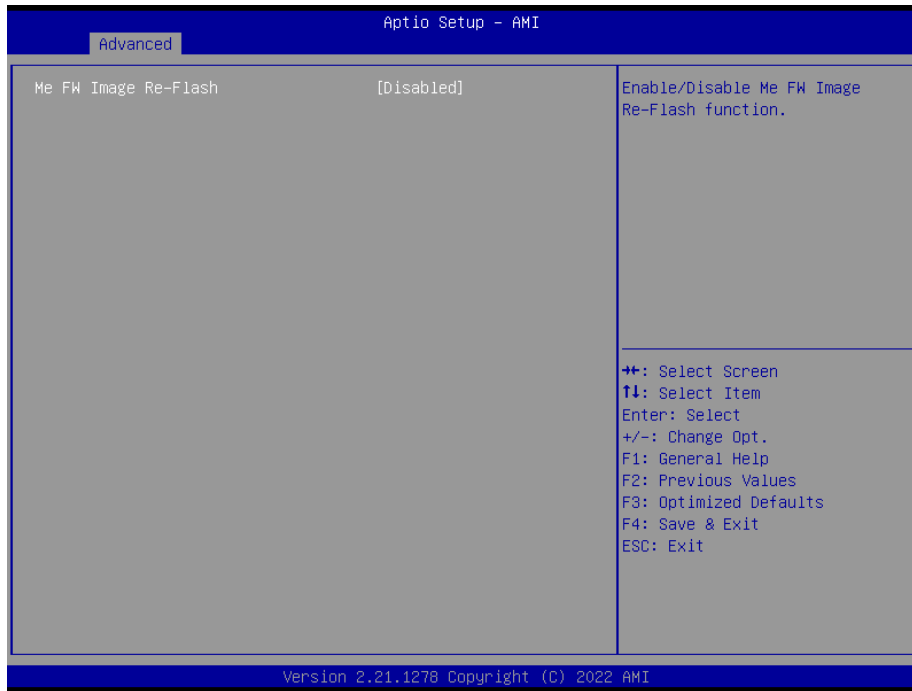 Aptio Setup – AMI
Advanced
Me FW Image Re-Flash [Disabled]
Enable/Disable Me FW Image
Re-Flash function.
→←: Select Screen
↑↓: Select Item
Enter: Select
+/-: Change Opt.
F1: General Help
F2: Previous Values
F3: Optimized Defaults
F4: Save & Exit
ESC: Exit
Version 2.21.1278 Copyright (C) 2022 AMI